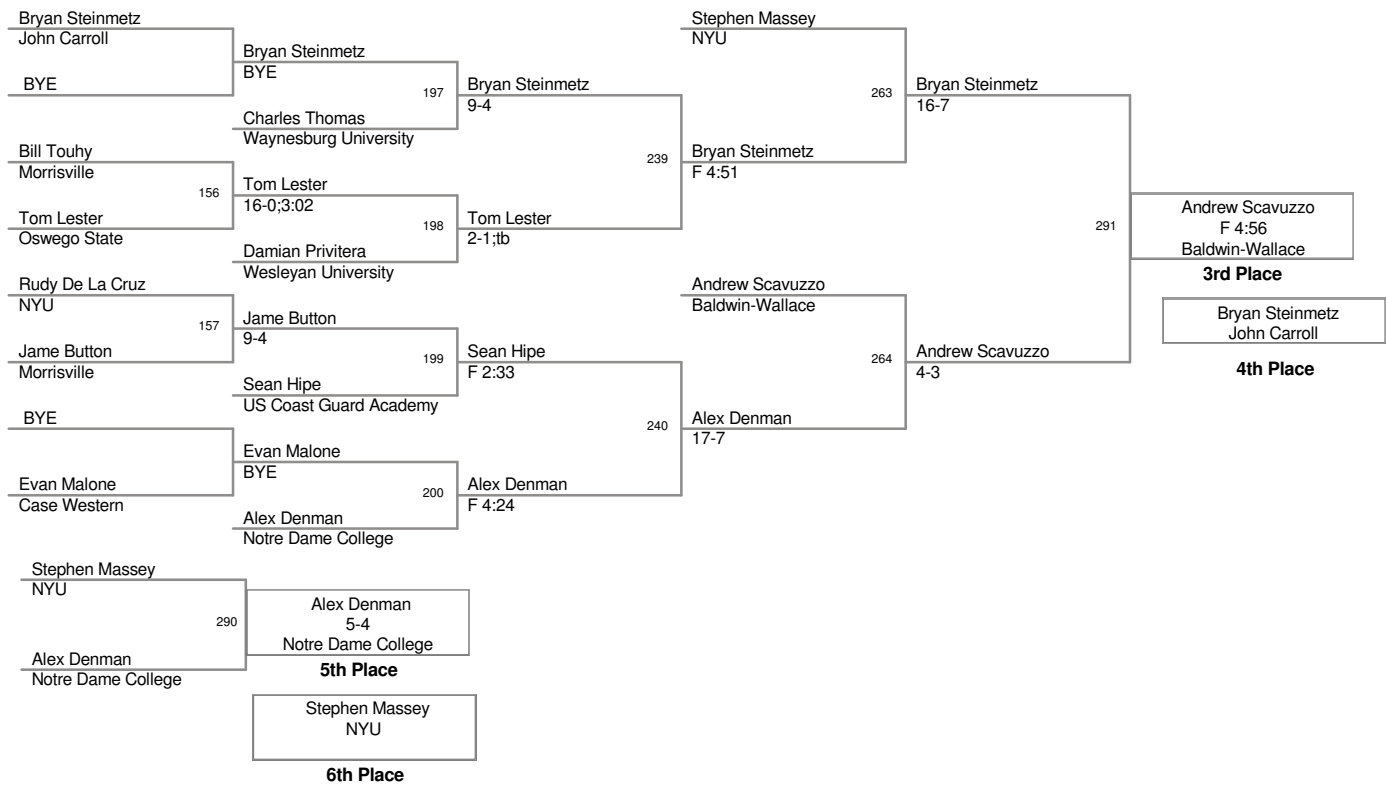 Bryan Steinmetz
John Carroll
BYE
Bill Touhy
Morrisville
156
Tom Lester
Oswego State
Rudy De La Cruz
NYU
157
Jame Button
Morrisville
BYE
Evan Malone
Case Western
Bryan Steinmetz
BYE
197
Charles Thomas
Waynesburg University
Tom Lester
16-0;3:02
198
Damian Privitera
Wesleyan University
Jame Button
9-4
199
Sean Hipe
US Coast Guard Academy
Evan Malone
BYE
200
Alex Denman
Notre Dame College
Bryan Steinmetz
9-4
239
Tom Lester
2-1;tb
Sean Hipe
F 2:33
240
Alex Denman
F 4:24
Stephen Massey
NYU
263
Bryan Steinmetz
F 4:51
Andrew Scavuzzo
Baldwin-Wallace
264
Alex Denman
17-7
Bryan Steinmetz
16-7
291
Andrew Scavuzzo
4-3
Andrew Scavuzzo
F 4:56
Baldwin-Wallace
3rd Place
Bryan Steinmetz
John Carroll
4th Place
Stephen Massey
NYU
290
Alex Denman
Notre Dame College
Alex Denman
5-4
Notre Dame College
5th Place
Stephen Massey
NYU
6th Place